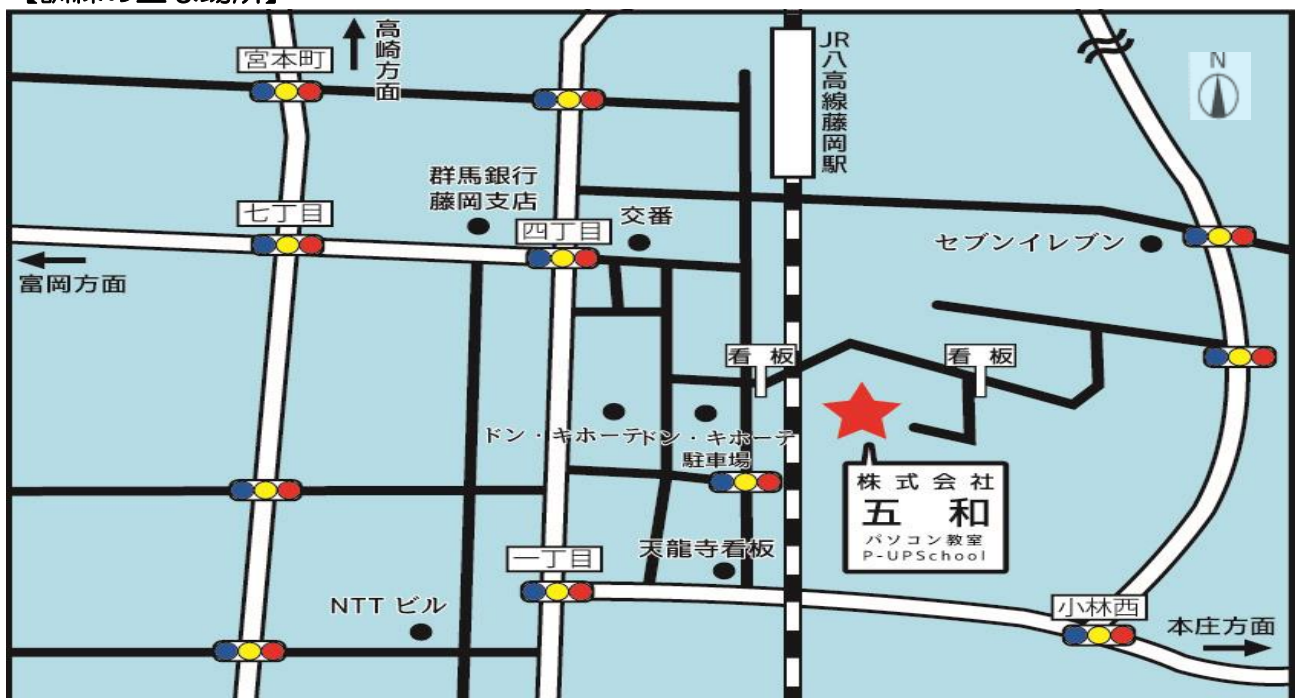 宮本町
高崎方面
JR八高線藤岡駅
N
群馬銀行
藤岡支店
七丁目
四丁目
交番
セブンイレブン
富岡方面
看板
看板
ドン・キホーテ
ドン・キホーテ
駐車場
株式会社
五和
パソコン教室
P-UPSchool
天龍寺看板
一丁目
NTTビル
小林西
本庄方面